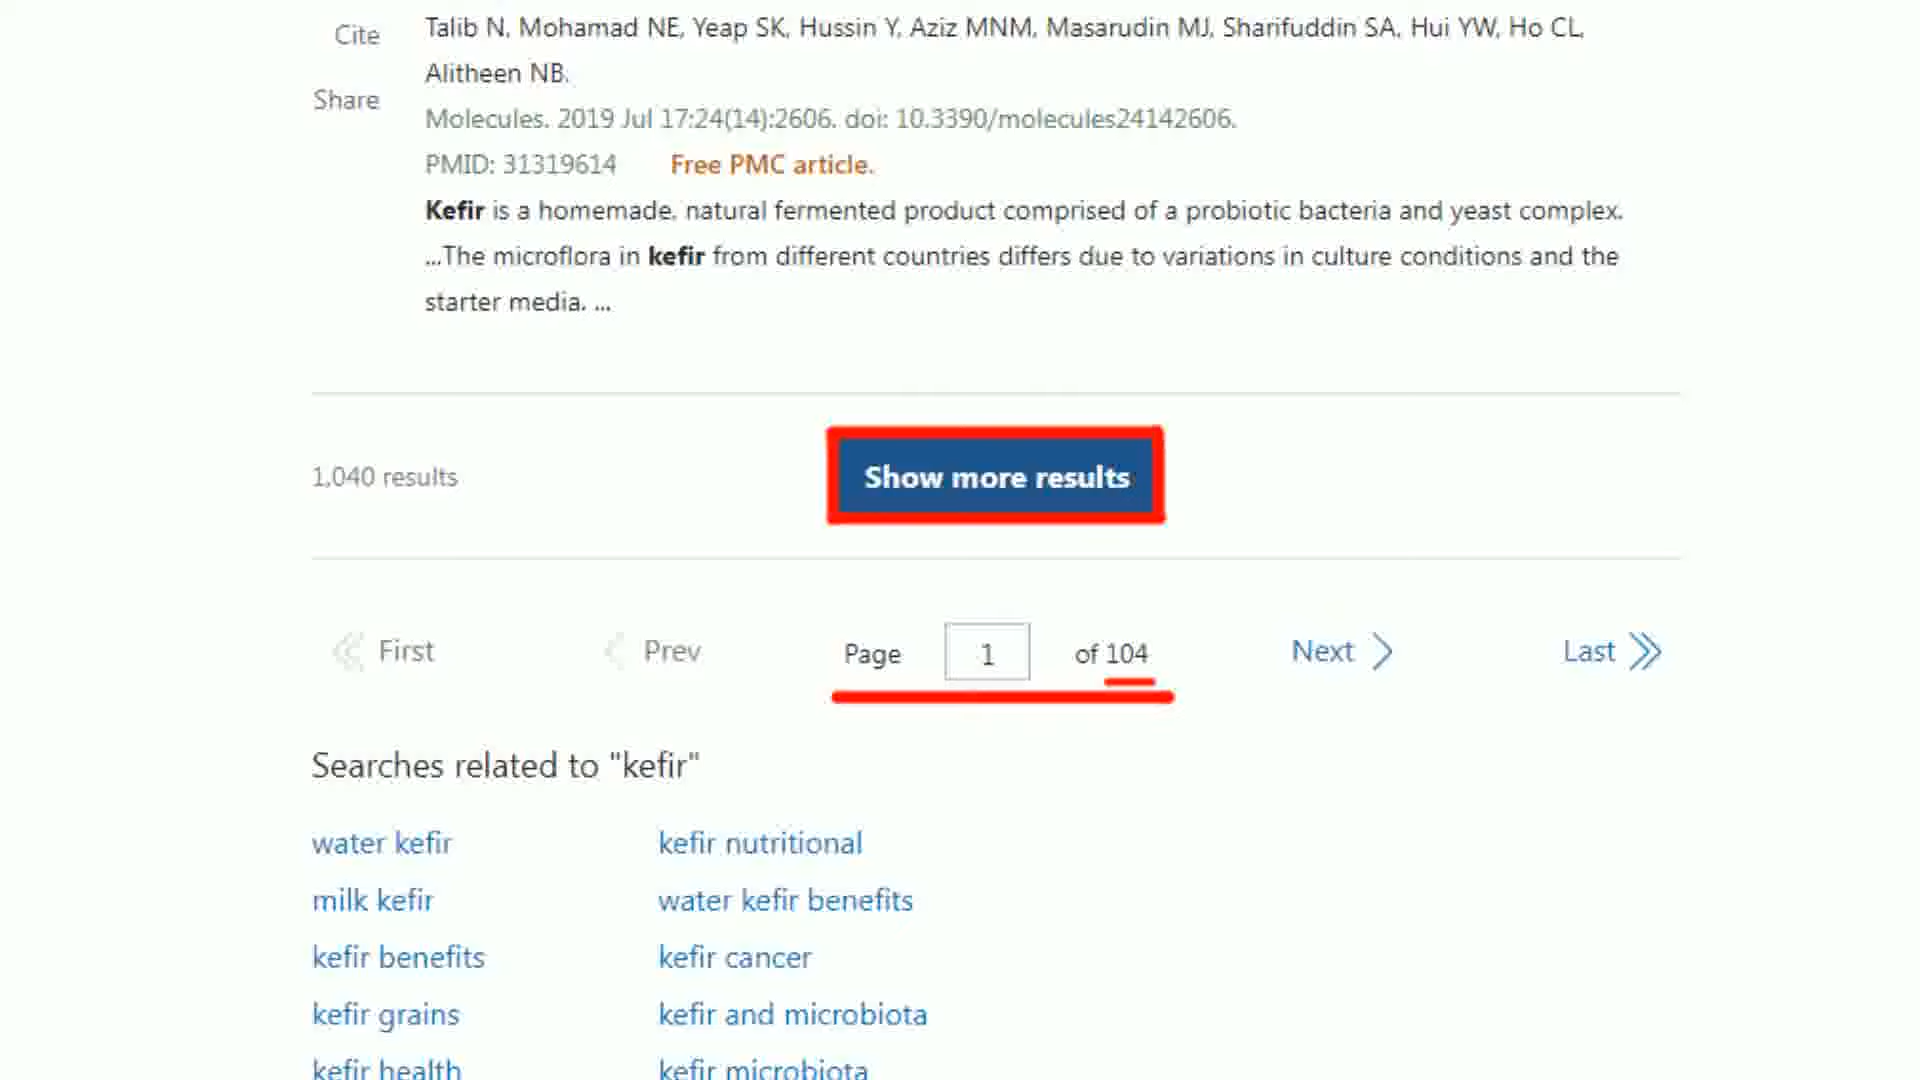 Cite
Talib N, Mohamad NE, Yeap SK, Hussin Y, Aziz MNM, Masarudin MJ, Sharifuddin SA, Hui YW, Ho CL,
Alitheen NB.
Share
Molecules. 2019 Jul 17;24(14):2606. doi: 10.3390/molecules24142606.
PMID: 31319614 Free PMC article.
Kefir is a homemade, natural fermented product comprised of a probiotic bacteria and yeast complex.
...The microflora in kefir from different countries differs due to variations in culture conditions and the
starter media. ...
1,040 results
Show more results
First Prev Page 1 of 104 Next Last
Searches related to "kefir"
water kefir kefir nutritional
milk kefir water kefir benefits
kefir benefits kefir cancer
kefir grains kefir and microbiota
kefir health kefir microbiota